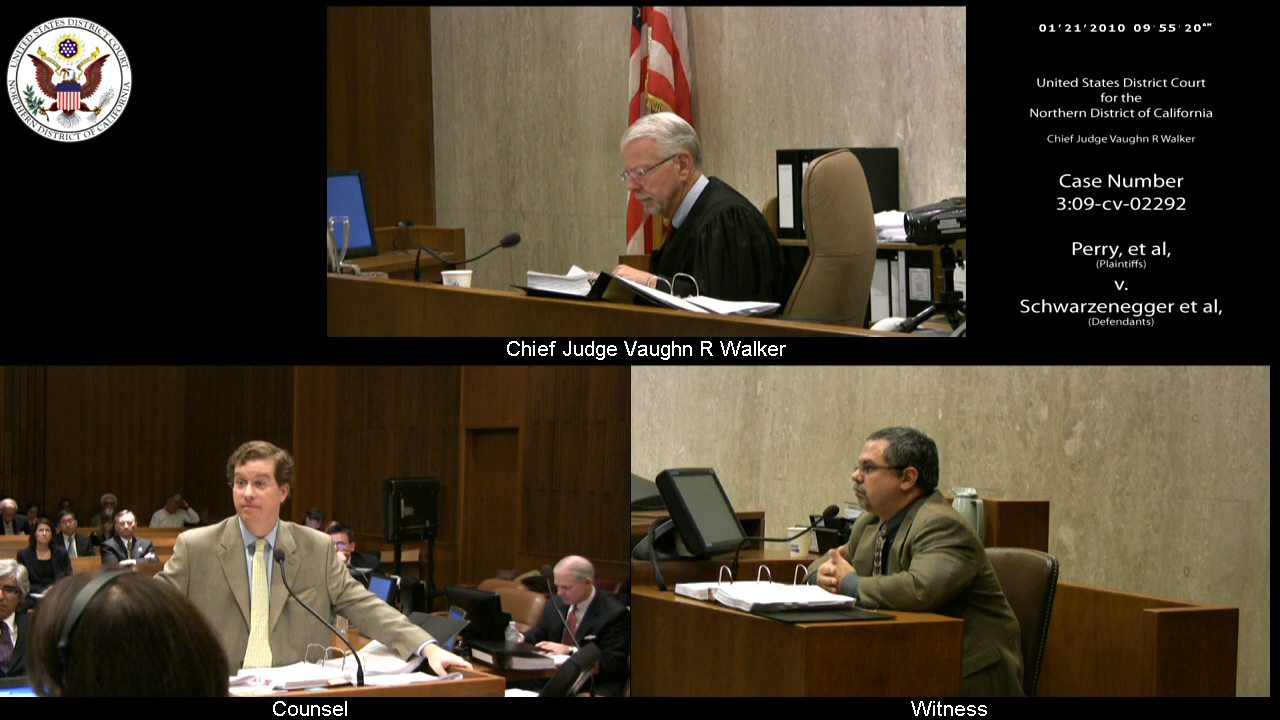 UNITED STATES DISTRICT COURT
NORTHERN DISTRICT OF CALIFORNIA
01'21'2010 09:55:20 AM
United States District Court
for the
Northern District of California
Chief Judge Vaughn R Walker
Case Number
3:09-cv-02292
Perry, et al,
(Plaintiffs)
v.
Schwarzenegger et al,
(Defendants)
Chief Judge Vaughn R Walker
Counsel
Witness